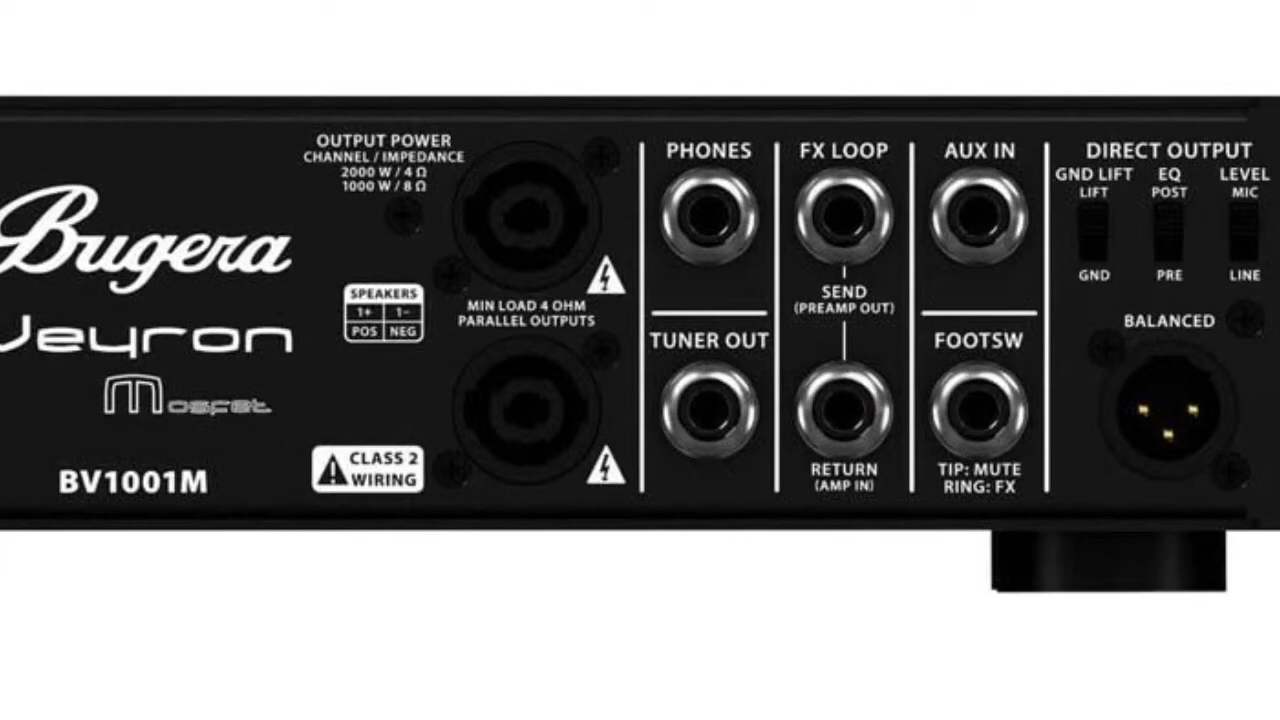 Bugera
Veyron
Mosfet
BV1001M
OUTPUT POWER
CHANNEL / IMPEDANCE
2000 W / 4 Ω
1000 W / 8 Ω
SPEAKERS
1+ 1−
POS NEG
CLASS 2
WIRING
MIN LOAD 4 OHM
PARALLEL OUTPUTS
PHONES
TUNER OUT
FX LOOP
SEND
(PREAMP OUT)
RETURN
(AMP IN)
AUX IN
FOOTSW
TIP: MUTE
RING: FX
DIRECT OUTPUT
GND LIFT EQ LEVEL
LIFT POST MIC
GND PRE LINE
BALANCED